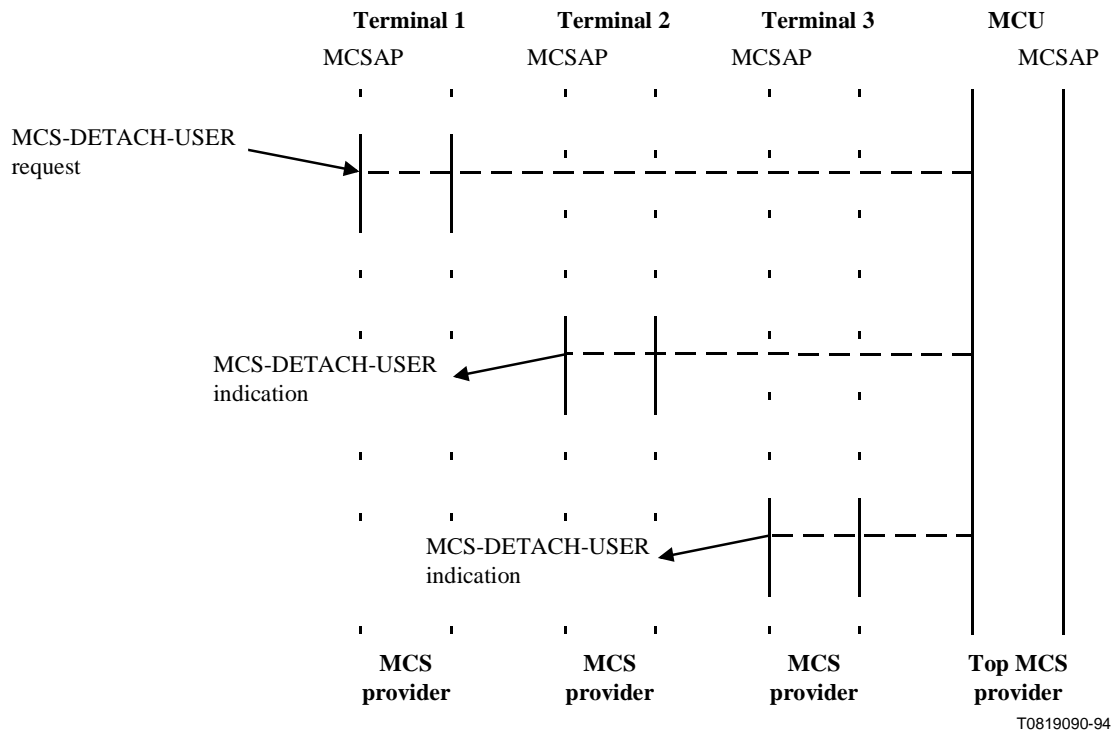 Terminal 1 Terminal 2 Terminal 3 MCU
MCSAP MCSAP MCSAP MCSAP
MCS-DETACH-USER
request
MCS-DETACH-USER
indication
MCS-DETACH-USER
indication
MCS MCS MCS Top MCS
provider provider provider provider
T0819090-94